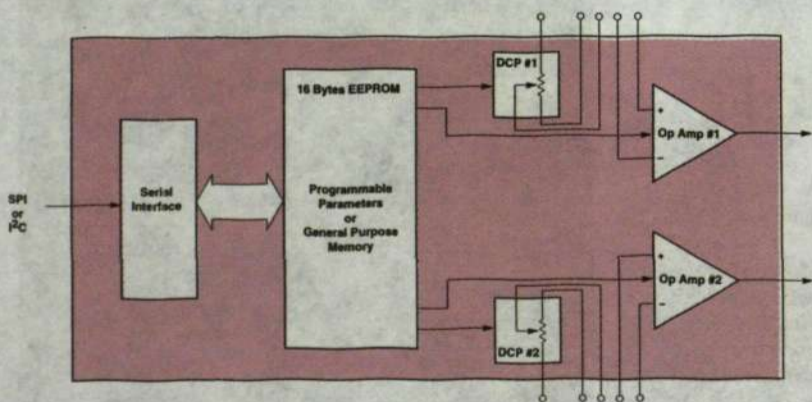 DCP #1
16 Bytes EEPROM
+
Op Amp #1
−
SPI
or
I²C
Serial
Interface
Programmable
Parameters
or
General Purpose
Memory
+
Op Amp #2
−
DCP #2